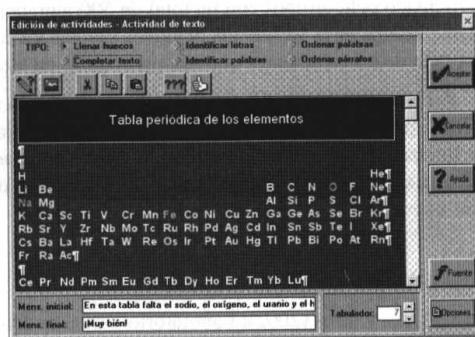 Edición de actividades - Actividad de texto
TIPO: Llenar huecos Identificar letras Ordenar palabras
Completar texto Identificar palabras Ordenar párrafos
???
Tabla periódica de los elementos
¶
¶
H He¶
Li Be B C N O F Ne¶
Na Mg Al Si P S Cl Ar¶
K Ca Sc Ti V Cr Mn Fe Co Ni Cu Zn Ga Ge As Se Br Kr¶
Rb Sr Y Zr Nb Mo Tc Ru Rh Pd Ag Cd In Sn Sb Te I Xe¶
Cs Ba La Hf Ta W Re Os Ir Pt Au Hg Tl Pb Bi Po At Rn¶
Fr Ra Ac¶
¶
Ce Pr Nd Pm Sm Eu Gd Tb Dy Ho Er Tm Yb Lu¶
Mens. inicial: En esta tabla falta el sodio, el oxígeno, el uranio y el h
Mens. final: ¡Muy bién!
Tabulador: 7
Aceptar
Cancelar
? Ayuda
Fuente
Opciones